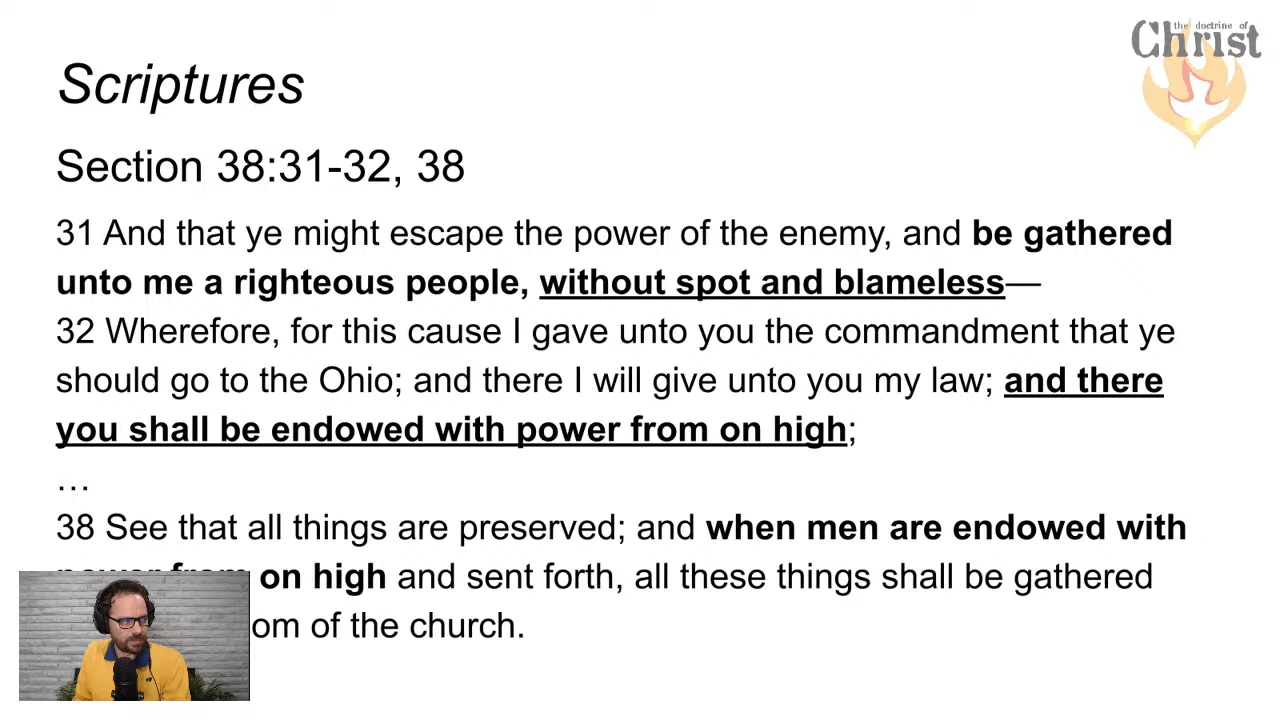 the doctrine of
Christ
Scriptures
Section 38:31-32, 38
31 And that ye might escape the power of the enemy, and be gathered
unto me a righteous people, without spot and blameless—
32 Wherefore, for this cause I gave unto you the commandment that ye
should go to the Ohio; and there I will give unto you my law; and there
you shall be endowed with power from on high;
…
38 See that all things are preserved; and when men are endowed with
power from on high and sent forth, all these things shall be gathered
om of the church.